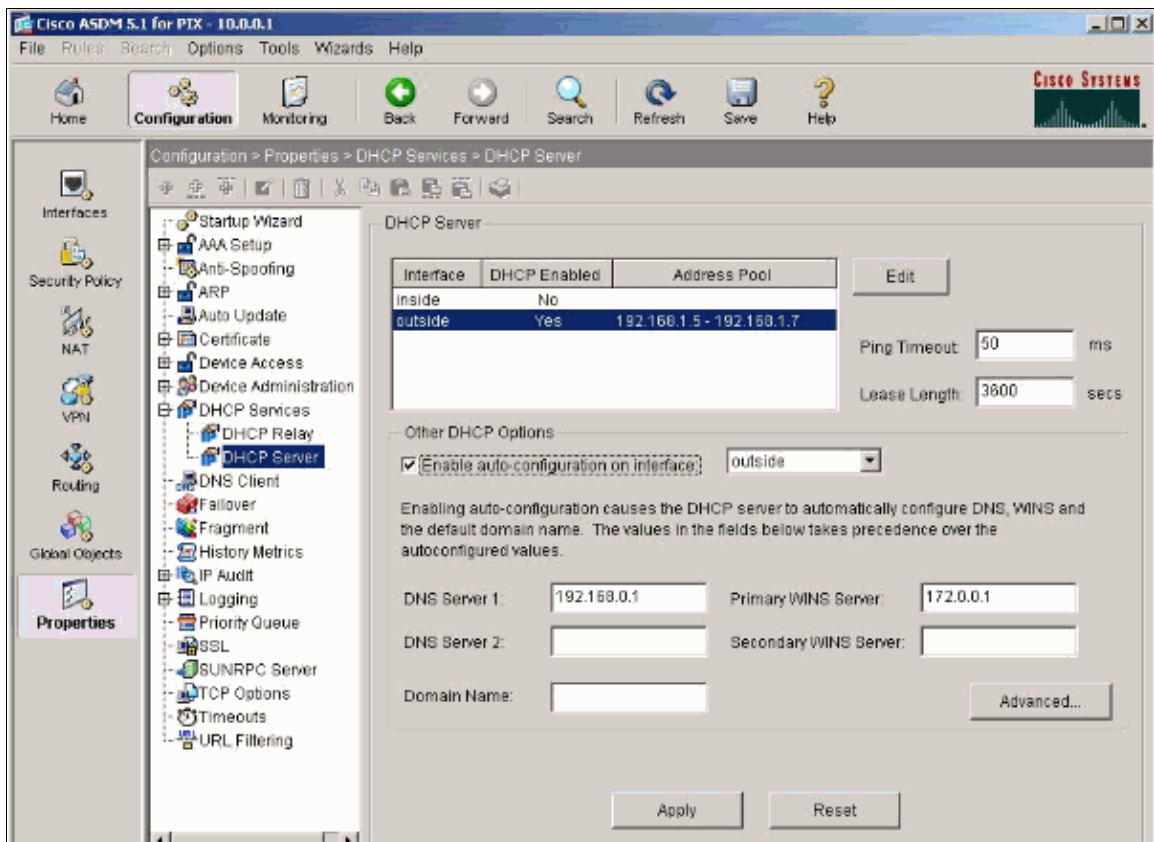 Cisco ASDM 5.1 for PIX - 10.0.0.1
File Rules Search Options Tools Wizards Help
Home Configuration Monitoring Back Forward Search Refresh Save Help
CISCO SYSTEMS
Configuration > Properties > DHCP Services > DHCP Server
Interfaces
Security Policy
NAT
VPN
Routing
Global Objects
Properties
Startup Wizard
AAA Setup
Anti-Spoofing
ARP
Auto Update
Certificate
Device Access
Device Administration
DHCP Services
DHCP Relay
DHCP Server
DNS Client
Failover
Fragment
History Metrics
IP Audit
Logging
Priority Queue
SSL
SUNRPC Server
TCP Options
Timeouts
URL Filtering
DHCP Server
Interface DHCP Enabled Address Pool
inside No
outside Yes 192.168.1.5 - 192.168.1.7
Edit
Ping Timeout: 50 ms
Lease Length: 3600 secs
Other DHCP Options
Enable auto-configuration on interface: outside
Enabling auto-configuration causes the DHCP server to automatically configure DNS, WINS and
the default domain name. The values in the fields below takes precedence over the
autoconfigured values.
DNS Server 1: 192.168.0.1 Primary WINS Server: 172.0.0.1
DNS Server 2: Secondary WINS Server:
Domain Name:
Advanced...
Apply Reset